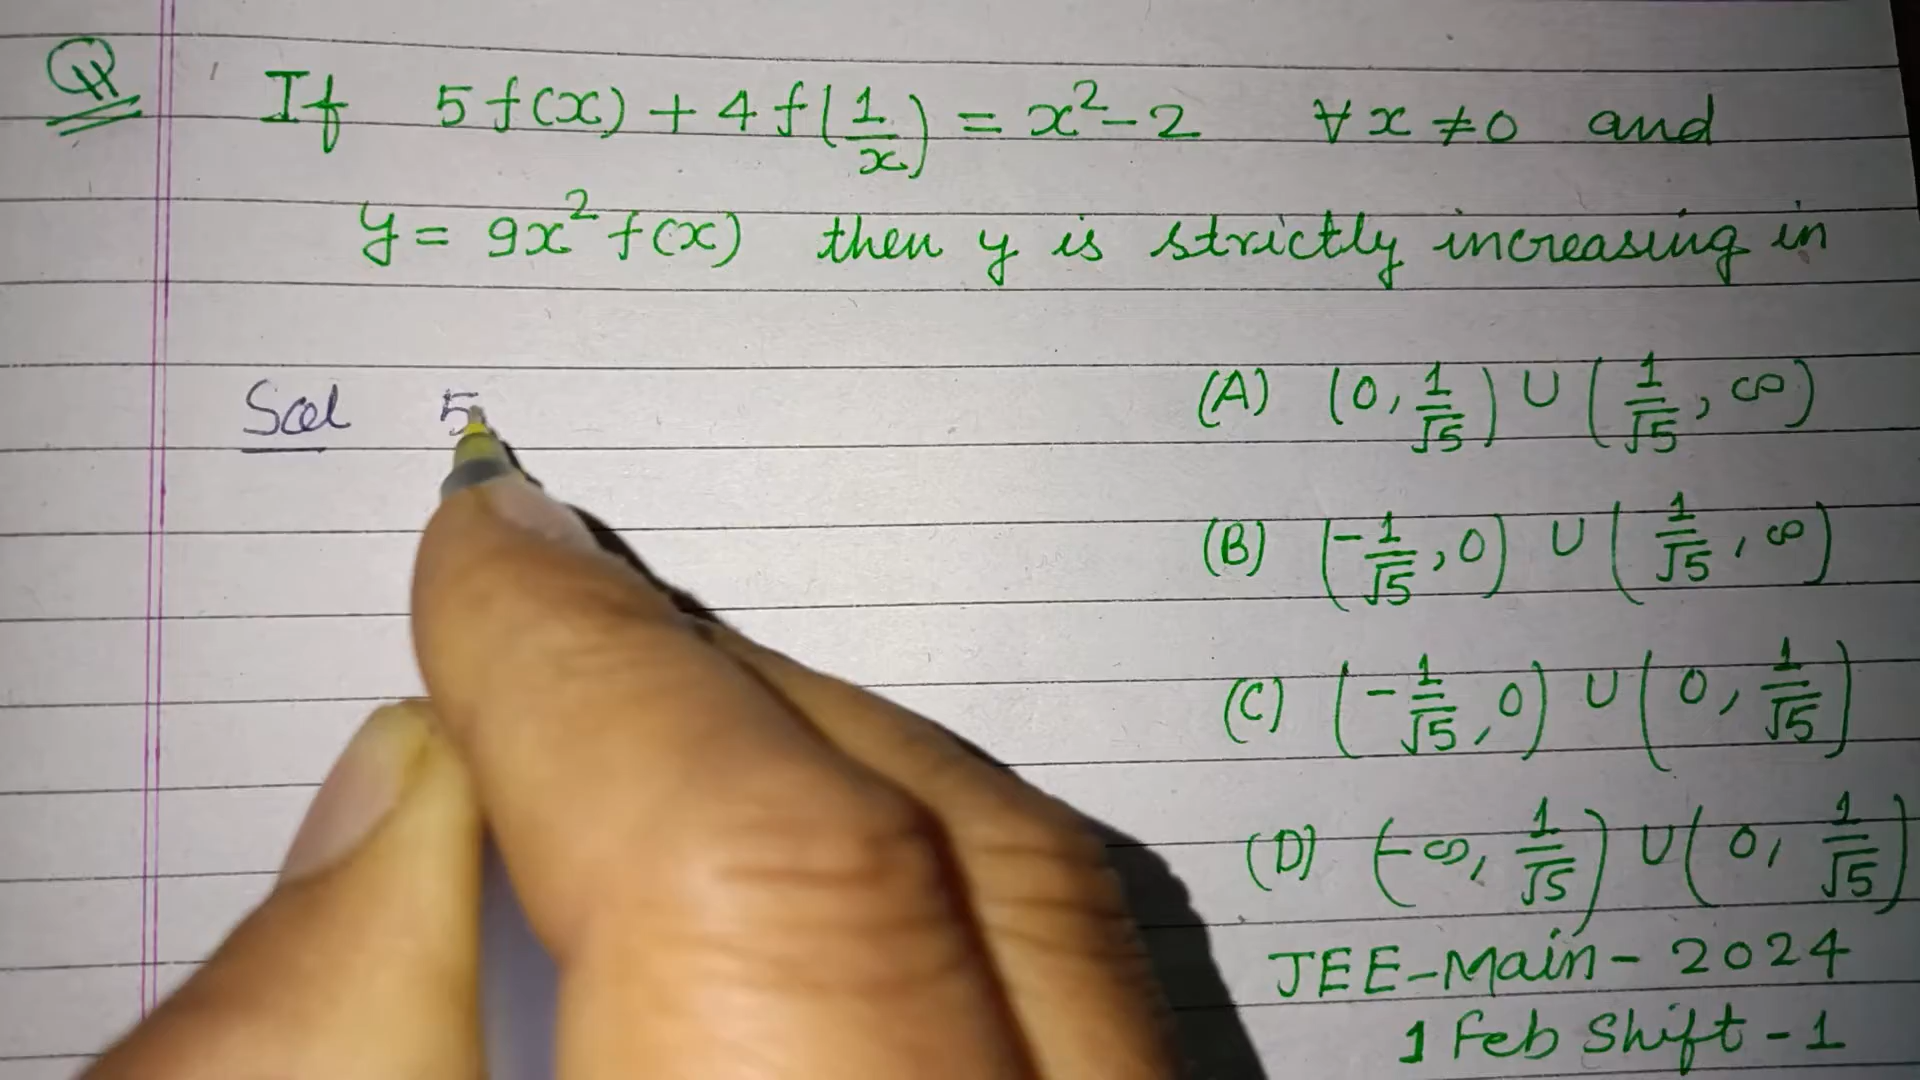 Q
If 5f(x) + 4f(1/x) = x² - 2 ∀ x ≠ 0 and
y = 9x² f(x) then y is strictly increasing in
Sol 5
(A) (0, 1/√5) ∪ (1/√5, ∞)
(B) (-1/√5, 0) ∪ (1/√5, ∞)
(C) (-1/√5, 0) ∪ (0, 1/√5)
(D) (-∞, 1/√5) ∪ (0, 1/√5)
JEE-Main-2024
1 Feb Shift-1